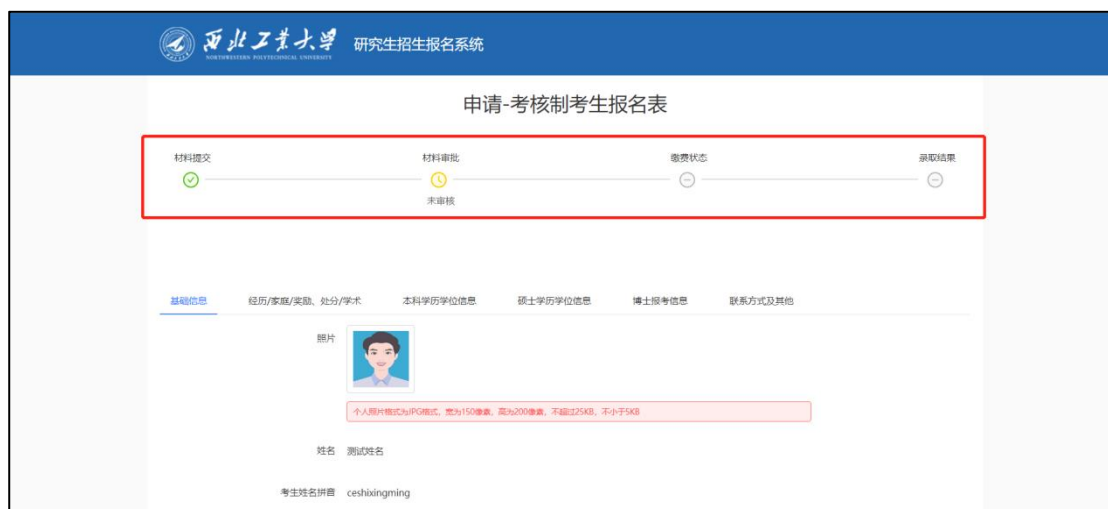 西北工业大学 研究生招生报名系统
NORTHWESTERN POLYTECHNICAL UNIVERSITY
申请-考核制考生报名表
材料提交 材料审批 缴费状态 录取结果
未审核
基础信息 经历/家庭/奖励、处分/学术 本科学历学位信息 硕士学历学位信息 博士报考信息 联系方式及其他
照片
个人照片格式为JPG格式，宽为150像素，高为200像素，不超过25KB，不小于5KB
姓名 测试姓名
考生姓名拼音 ceshixingming